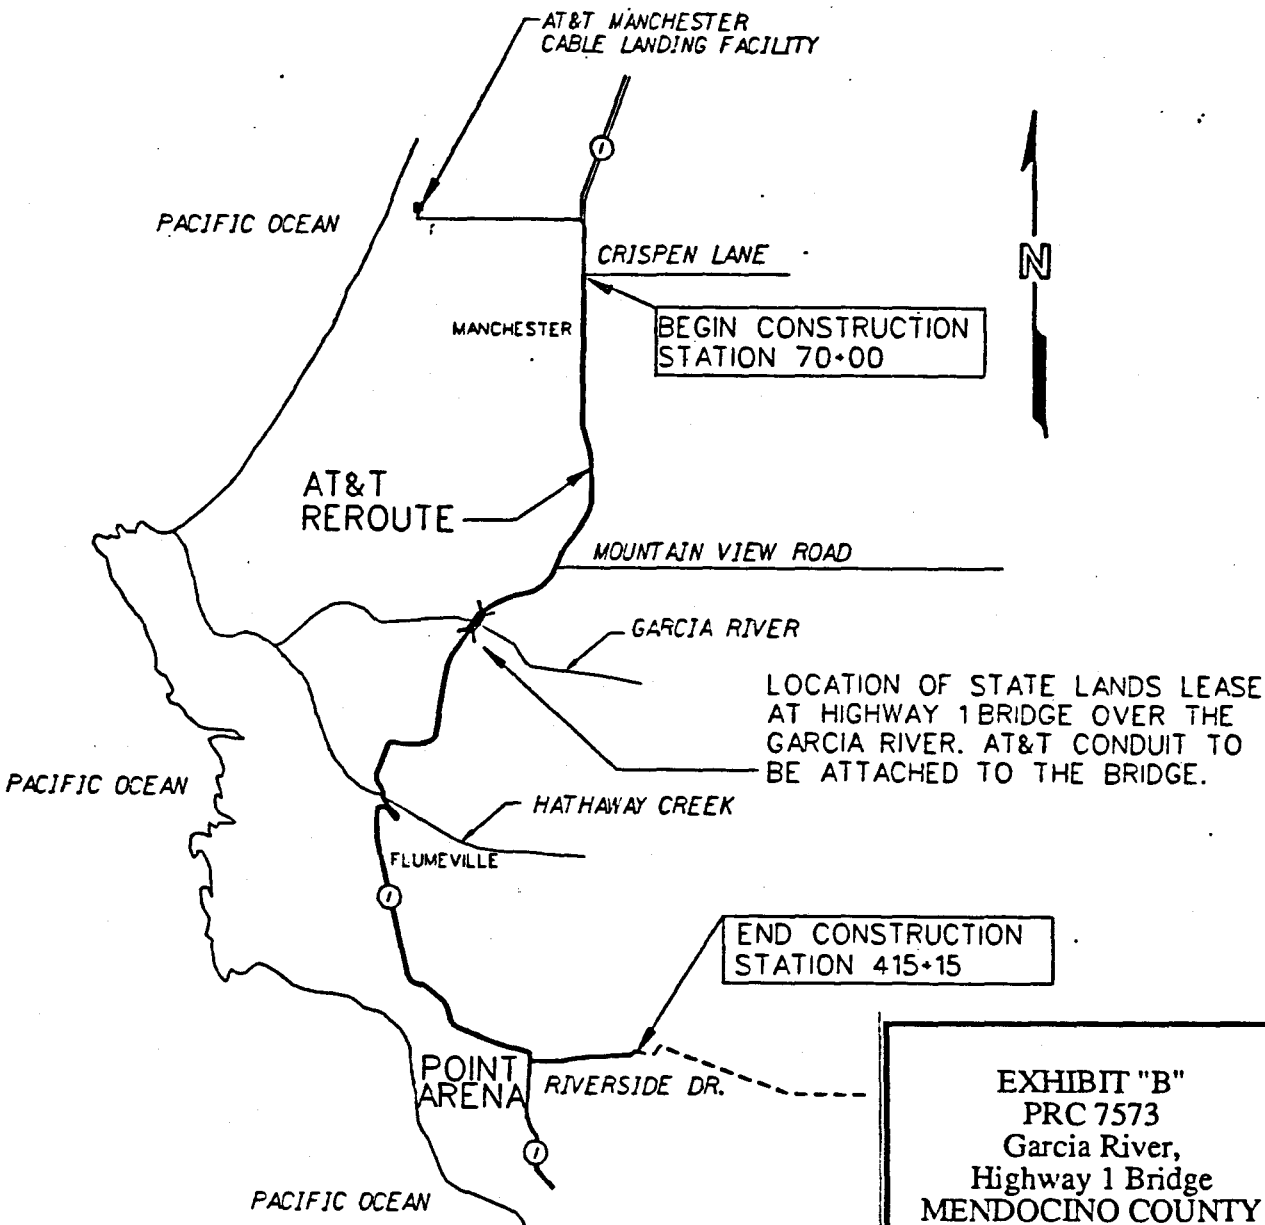 AT&T MANCHESTER
CABLE LANDING FACILITY
1
PACIFIC OCEAN
CRISPEN LANE
N
MANCHESTER
BEGIN CONSTRUCTION
STATION 70+00
AT&T
REROUTE
MOUNTAIN VIEW ROAD
GARCIA RIVER
LOCATION OF STATE LANDS LEASE
AT HIGHWAY 1 BRIDGE OVER THE
GARCIA RIVER. AT&T CONDUIT TO
BE ATTACHED TO THE BRIDGE.
PACIFIC OCEAN
HATHAWAY CREEK
FLUMEVILLE
1
END CONSTRUCTION
STATION 415+15
POINT
ARENA
RIVERSIDE DR.
1
PACIFIC OCEAN
EXHIBIT "B"
PRC 7573
Garcia River,
Highway 1 Bridge
MENDOCINO COUNTY